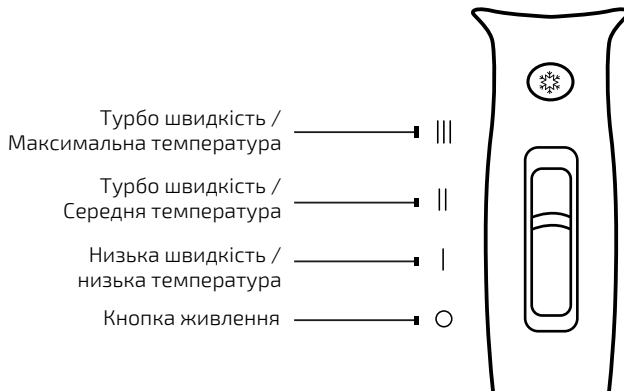 Турбо швидкість /
Максимальна температура
|||
Турбо швидкість /
Середня температура
||
Низька швидкість /
низька температура
|
Кнопка живлення